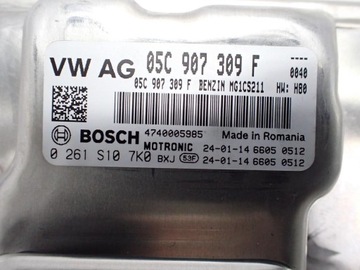 VW AG 05C 907 309 F
05C 907 309 F BENZIN MG1CS211 0040
HW: H80
BOSCH 4740005985 Made in Romania
MOTRONIC 24-01-14 6605 0512
0 261 S10 7K0 BXJ 53F 24-01-14 6605 0512